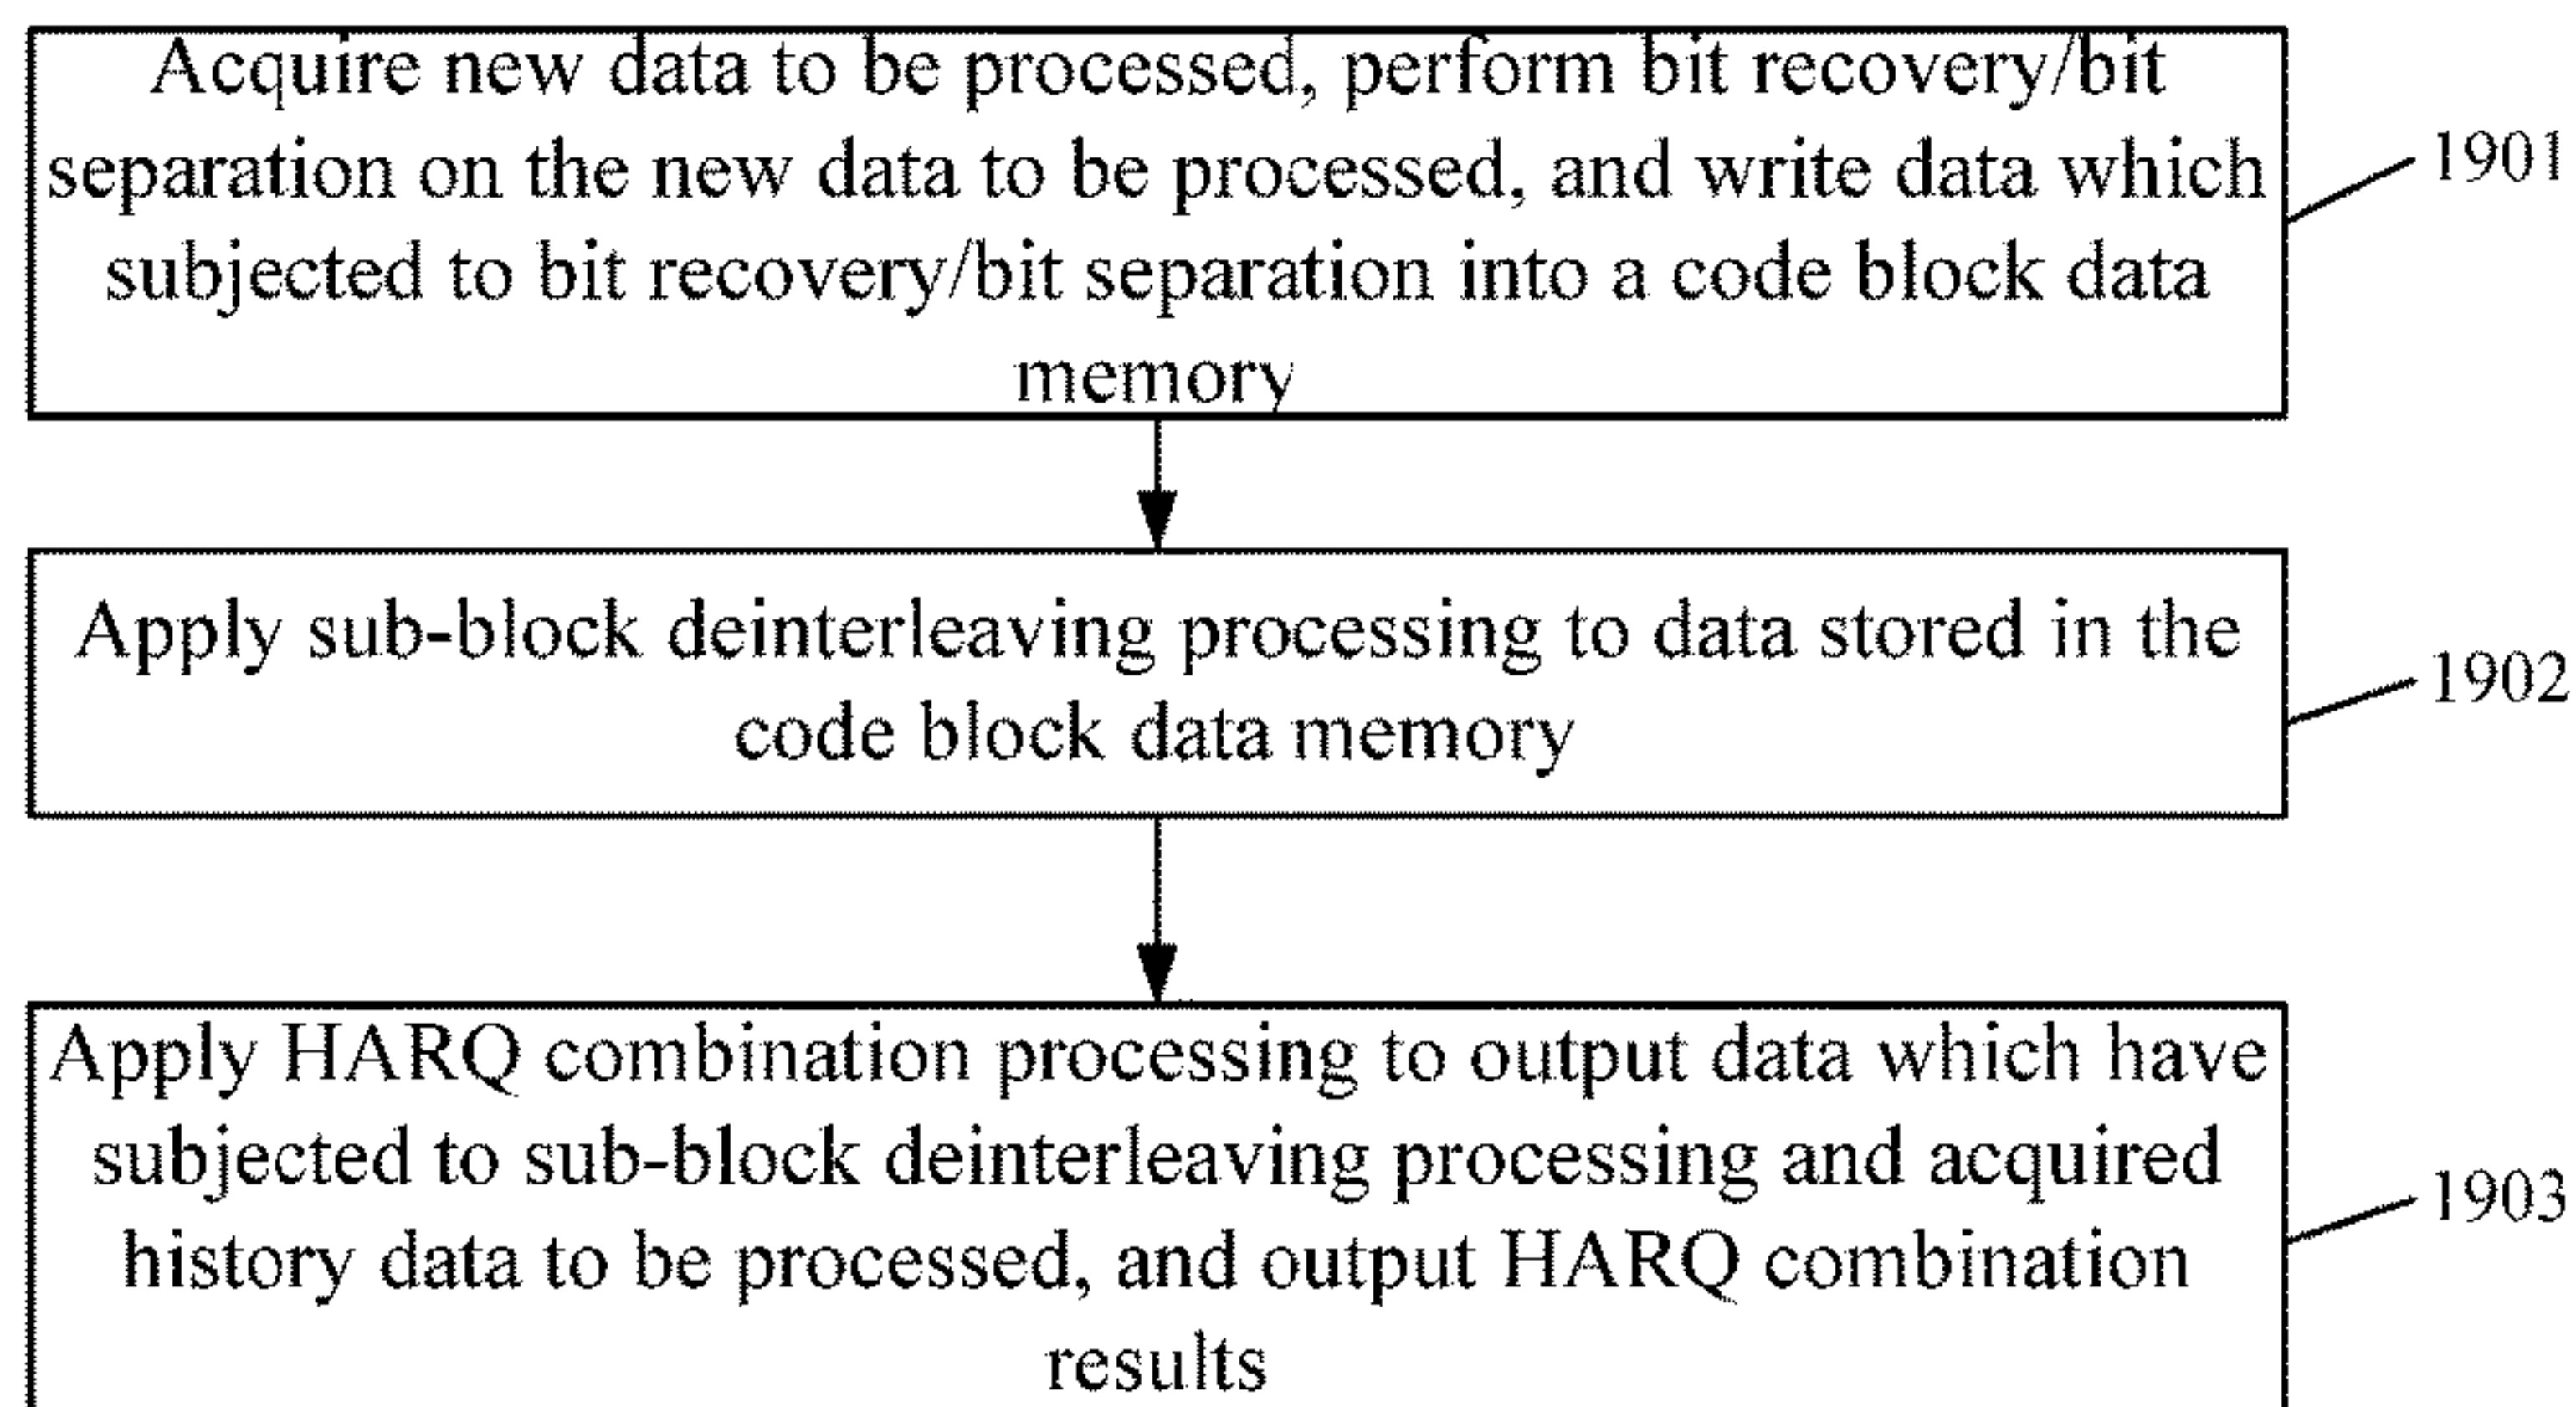 Acquire new data to be processed, perform bit recovery/bit
separation on the new data to be processed, and write data which
subjected to bit recovery/bit separation into a code block data
memory
1901
Apply sub-block deinterleaving processing to data stored in the
code block data memory
1902
Apply HARQ combination processing to output data which have
subjected to sub-block deinterleaving processing and acquired
history data to be processed, and output HARQ combination
results
1903